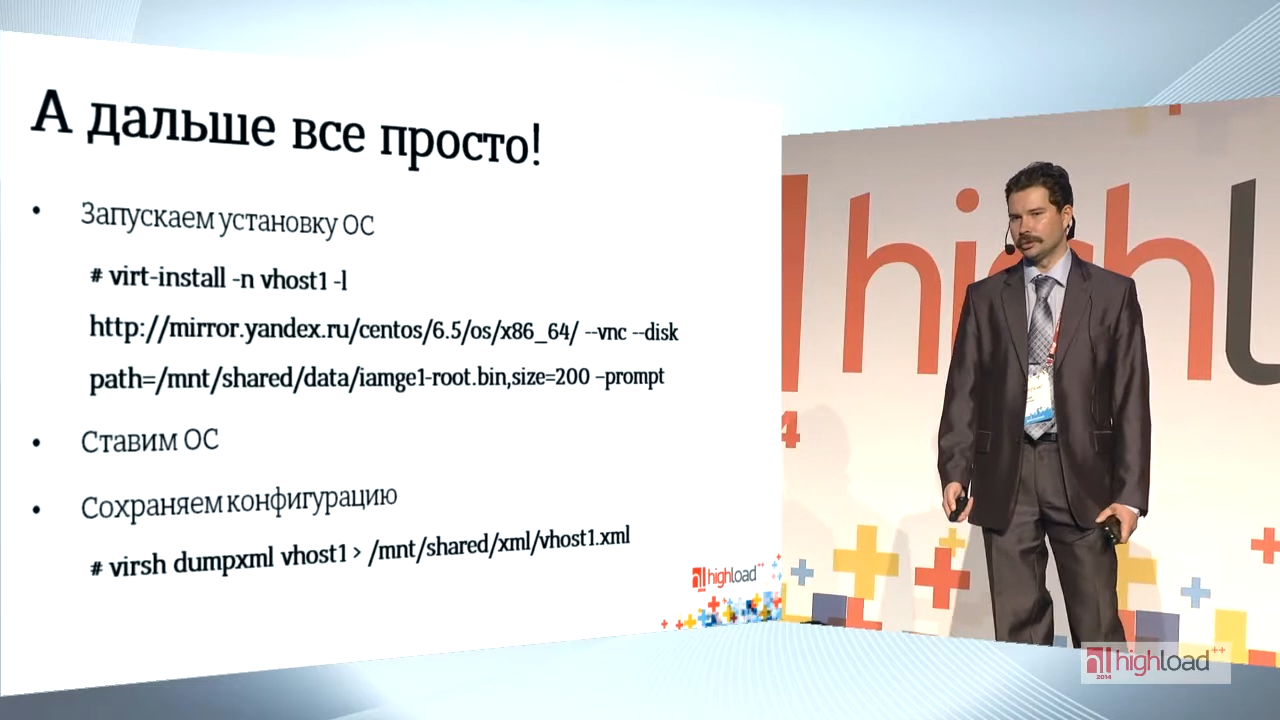 А дальше все просто!
• Запускаем установку ОС
# virt-install -n vhost1 -l
http://mirror.yandex.ru/centos/6.5/os/x86_64/ --vnc --disk
path=/mnt/shared/data/iamge1-root.bin,size=200 –prompt
• Ставим ОС
• Сохраняем конфигурацию
# virsh dumpxml vhost1 > /mnt/shared/xml/vhost1.xml
highload++
highl
4
highload++
2014